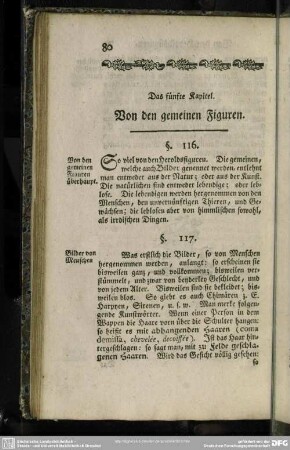 80
Das fünfte Kapitel.
Von den gemeinen Figuren.
§. 116.
Von den
gemeinen
Figuren
überhaupt.
So viel von den Heroldsfiguren. Die gemeinen,
welche auch Bilder genennet werden, entlehnt
man entweder aus der Natur; oder aus der Kunst.
Die natürlichen sind entweder lebendige; oder leb-
lose. Die lebendigen werden hergenommen von den
Menschen, den unvernünftigen Thieren, und Ge-
wächsen; die leblosen aber von himmlischen sowohl,
als irrdischen Dingen.
§. 117.
Bilder von
Menschen
Was erstlich die Bilder, so von Menschen
hergenommen werden, anlangt: so erscheinen sie
bisweilen ganz, und vollkommen; bisweilen ver-
stümmelt, und zwar von beyderley Geschlecht, und
von jedem Alter. Bisweilen sind sie bekleidet; bis-
weilen blos. So giebt es auch Chimären z. E.
Harpyen, Sirenen, u. s. w. Man merke folgen-
gende Kunstwörter. Wenn einer Person in dem
Wappen die Haare vorn über die Schulter hangen:
so heißt es mit abhangenden Haaren (coma
demissa, chevelée,
). Ist das Haar hin-
tergeschlagen: so sagt man, mit zu Felde geschla-
genen Haaren. Wird das Gesicht völlig gesehen:
so
DFG